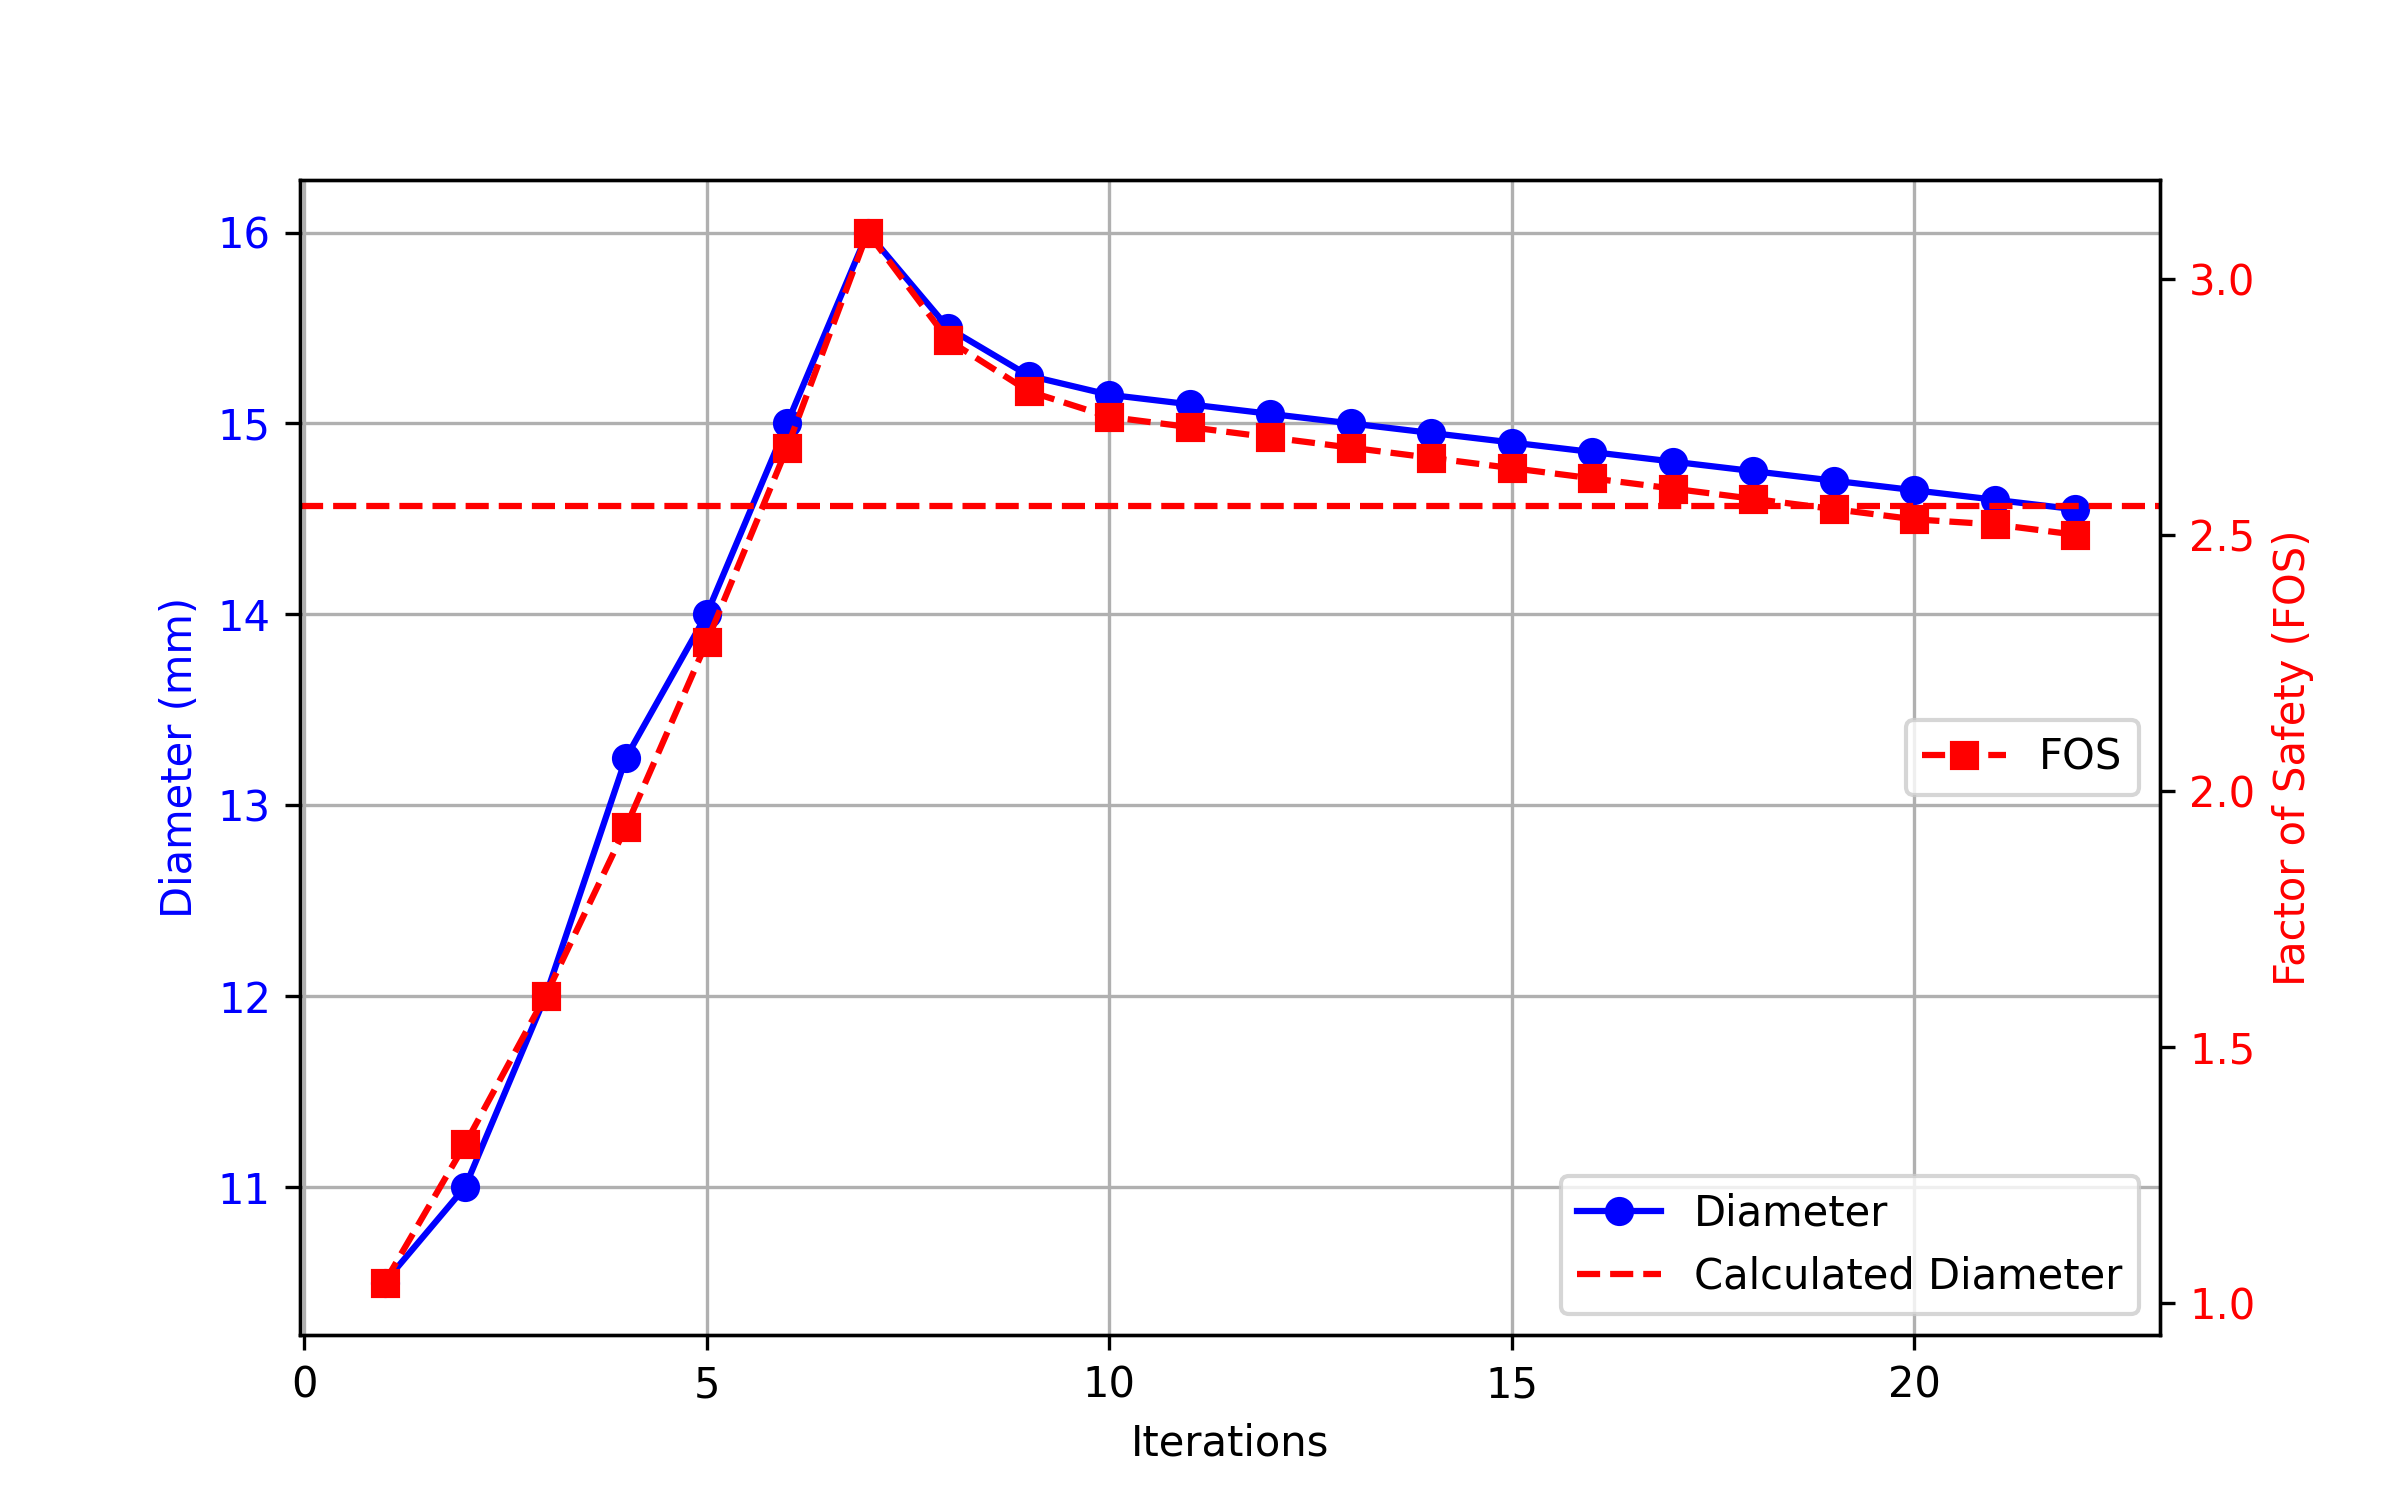 16
15
14
13
12
11
Diameter (mm)
3.0
2.5
2.0
1.5
1.0
Factor of Safety (FOS)
FOS
Diameter
Calculated Diameter
0 5 10 15 20
Iterations